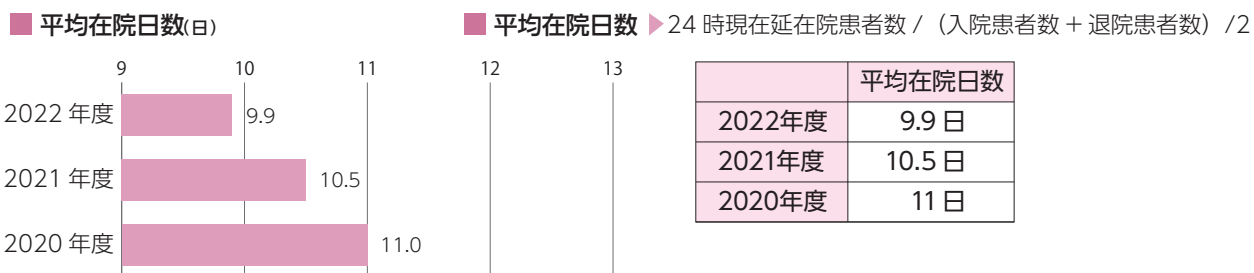 平均在院日数(日)
9 10 11 12 13
2022 年度 9.9
2021 年度 10.5
2020 年度 11.0
平均在院日数 ▶24 時現在延在院患者数 /（入院患者数 + 退院患者数）/2
平均在院日数
2022年度 9.9 日
2021年度 10.5 日
2020年度 11 日